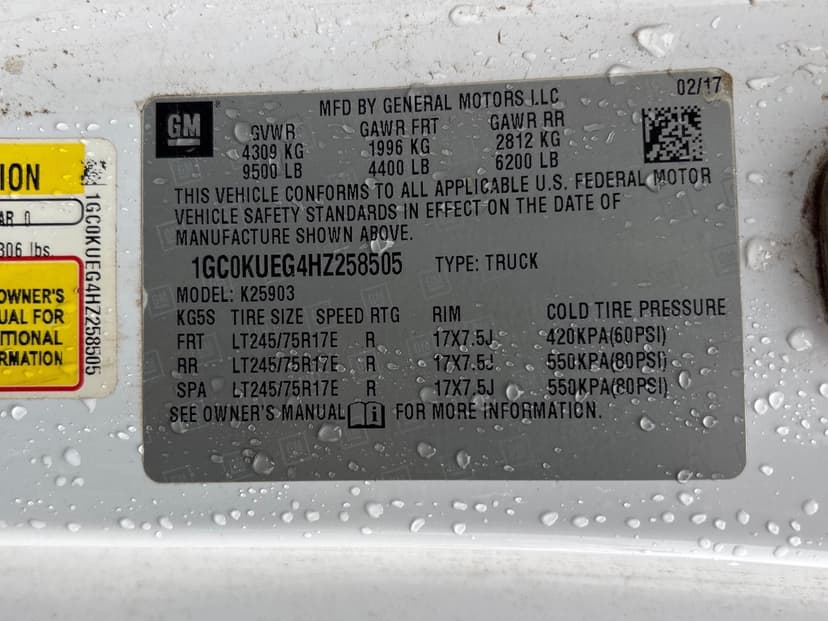 02/17
GM
MFD BY GENERAL MOTORS LLC
GVWR GAWR FRT GAWR RR
4309 KG 1996 KG 2812 KG
9500 LB 4400 LB 6200 LB
THIS VEHICLE CONFORMS TO ALL APPLICABLE U.S. FEDERAL MOTOR
VEHICLE SAFETY STANDARDS IN EFFECT ON THE DATE OF
MANUFACTURE SHOWN ABOVE.
1GC0KUEG4HZ258505 TYPE: TRUCK
MODEL: K25903
KG5S TIRE SIZE SPEED RTG RIM COLD TIRE PRESSURE
FRT LT245/75R17E R 17X7.5J 420KPA(60PSI)
RR LT245/75R17E R 17X7.5J 550KPA(80PSI)
SPA LT245/75R17E R 17X7.5J 550KPA(80PSI)
SEE OWNER'S MANUAL FOR MORE INFORMATION.
ION
AR 0
306 lbs.
OWNER'S
UAL FOR
ITIONAL
RMATION
1GC0KUEG4HZ258505